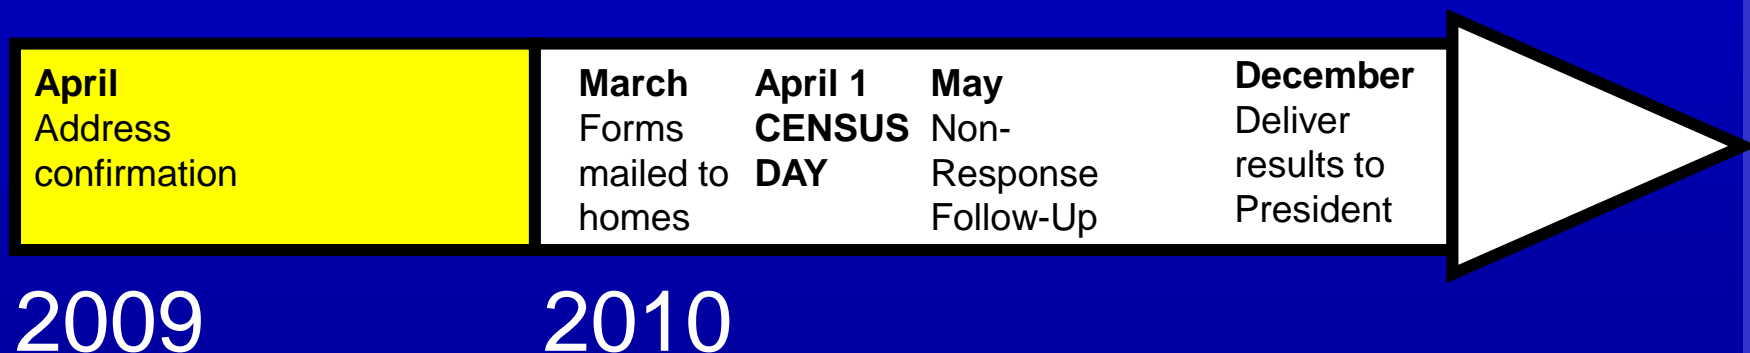 April
Address
confirmation
March
Forms
mailed to
homes
April 1
CENSUS
DAY
May
Non-
Response
Follow-Up
December
Deliver
results to
President
2009
2010